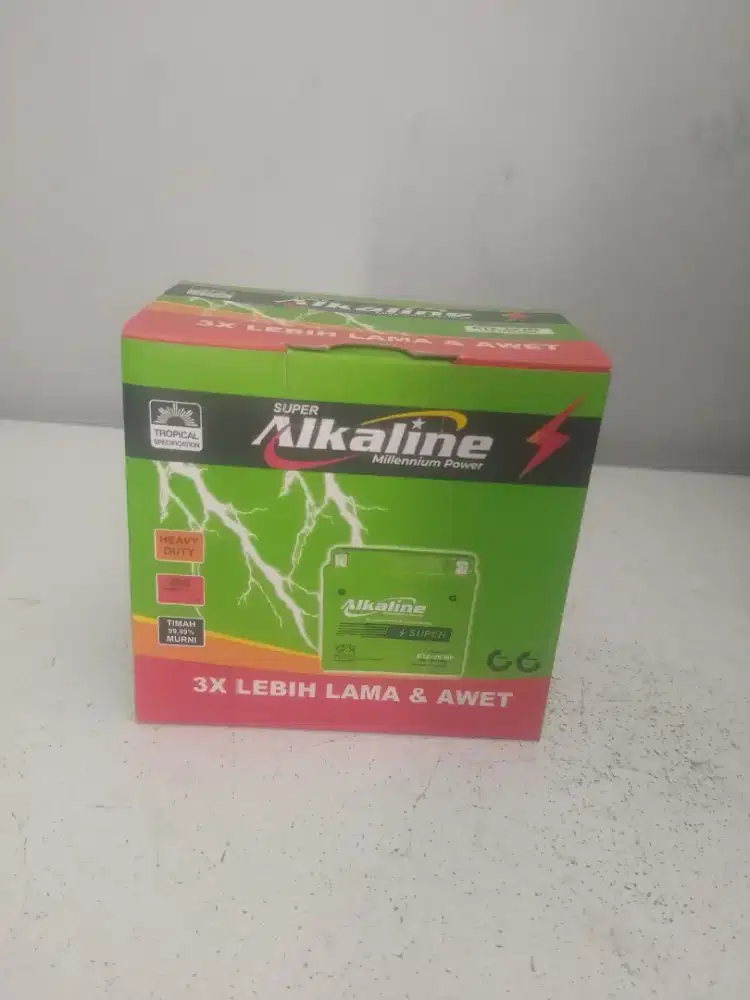 Alkaline
3X LEBIH LAMA & AWET
TROPICAL
SPECIFICATION
SUPER
Alkaline
Millennium Power
HEAVY
DUTY
Alkaline
SUPER
TIMAH
99,99%
MURNI
3X LEBIH LAMA & AWET